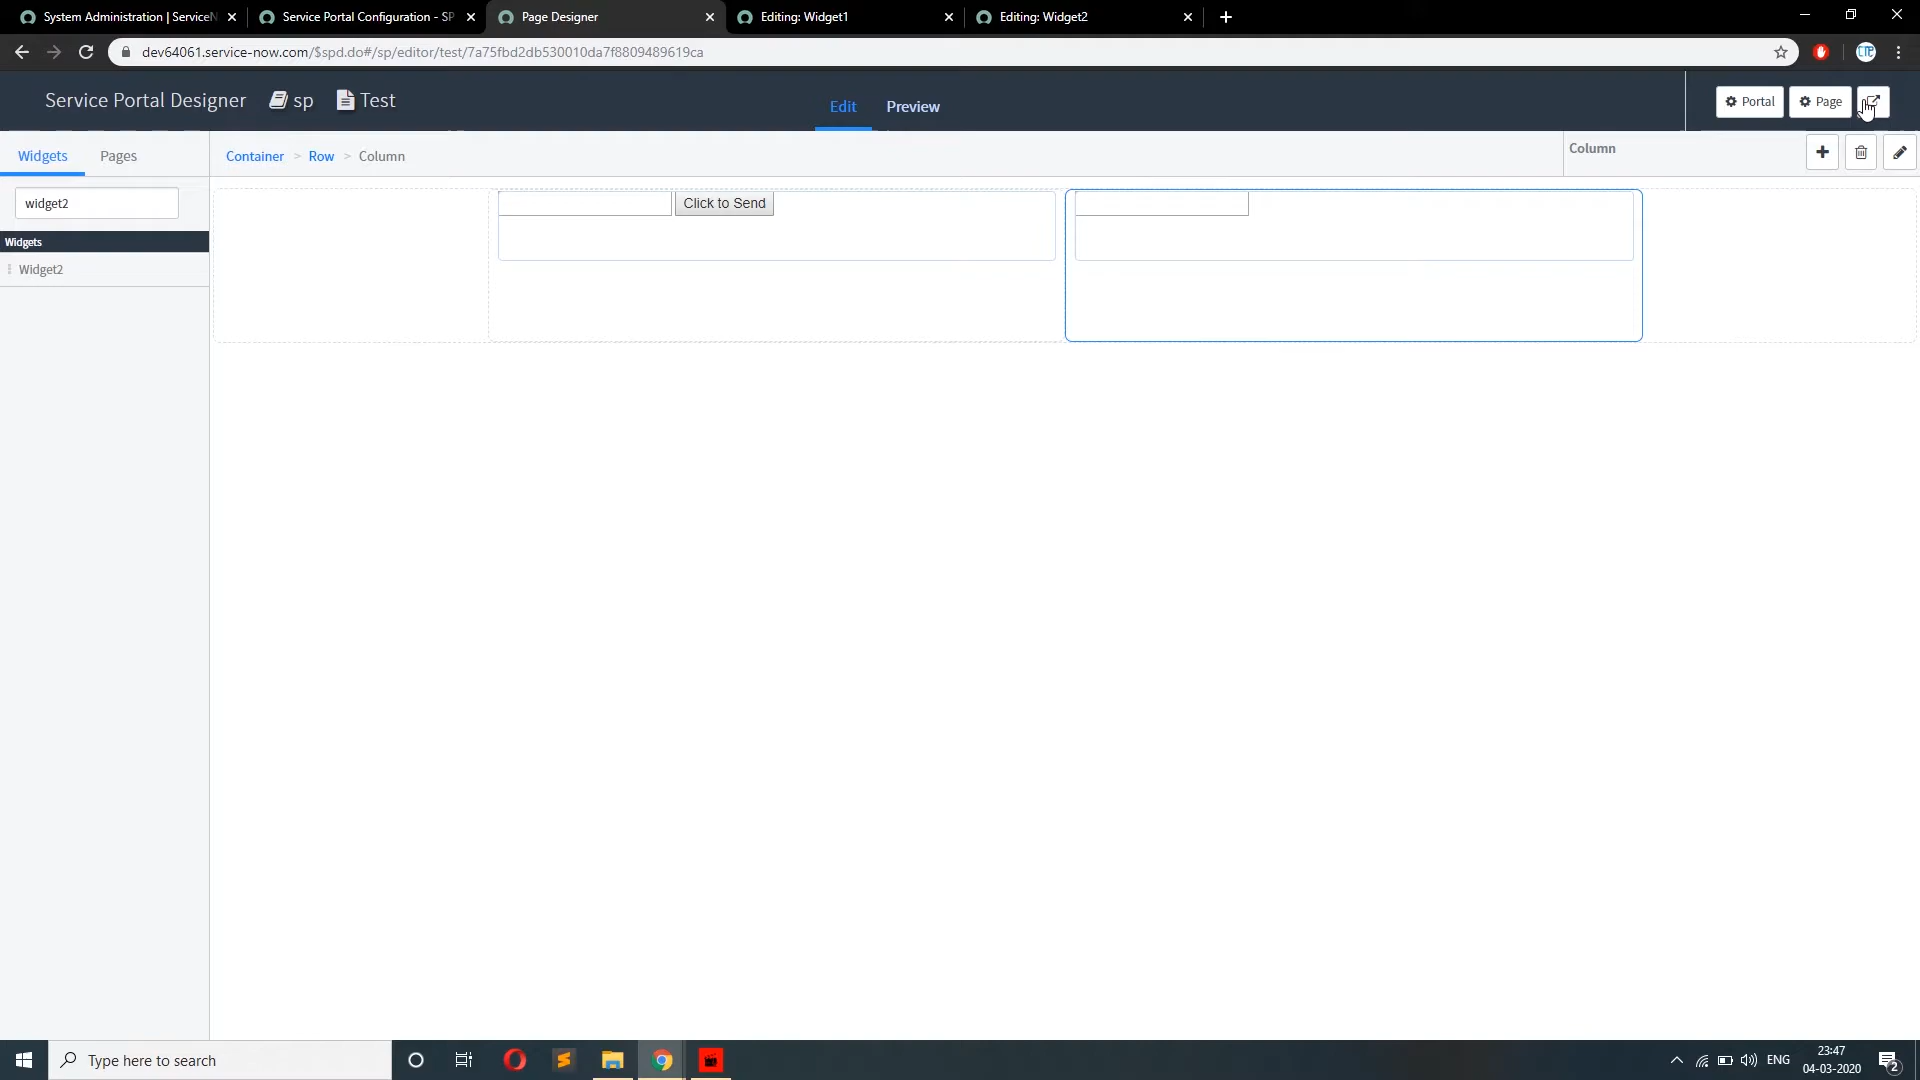 System Administration | ServiceN
Service Portal Configuration - SP
Page Designer
Editing: Widget1
Editing: Widget2
dev64061.service-now.com/$spd.do#/sp/editor/test/7a75fbd2db530010da7f8809489619ca
Service Portal Designer
sp
Test
Edit
Preview
Portal
Page
Widgets
Pages
Container > Row > Column
Column
widget2
Click to Send
Widgets
Widget2
Type here to search
ENG
23:47
04-03-2020
2